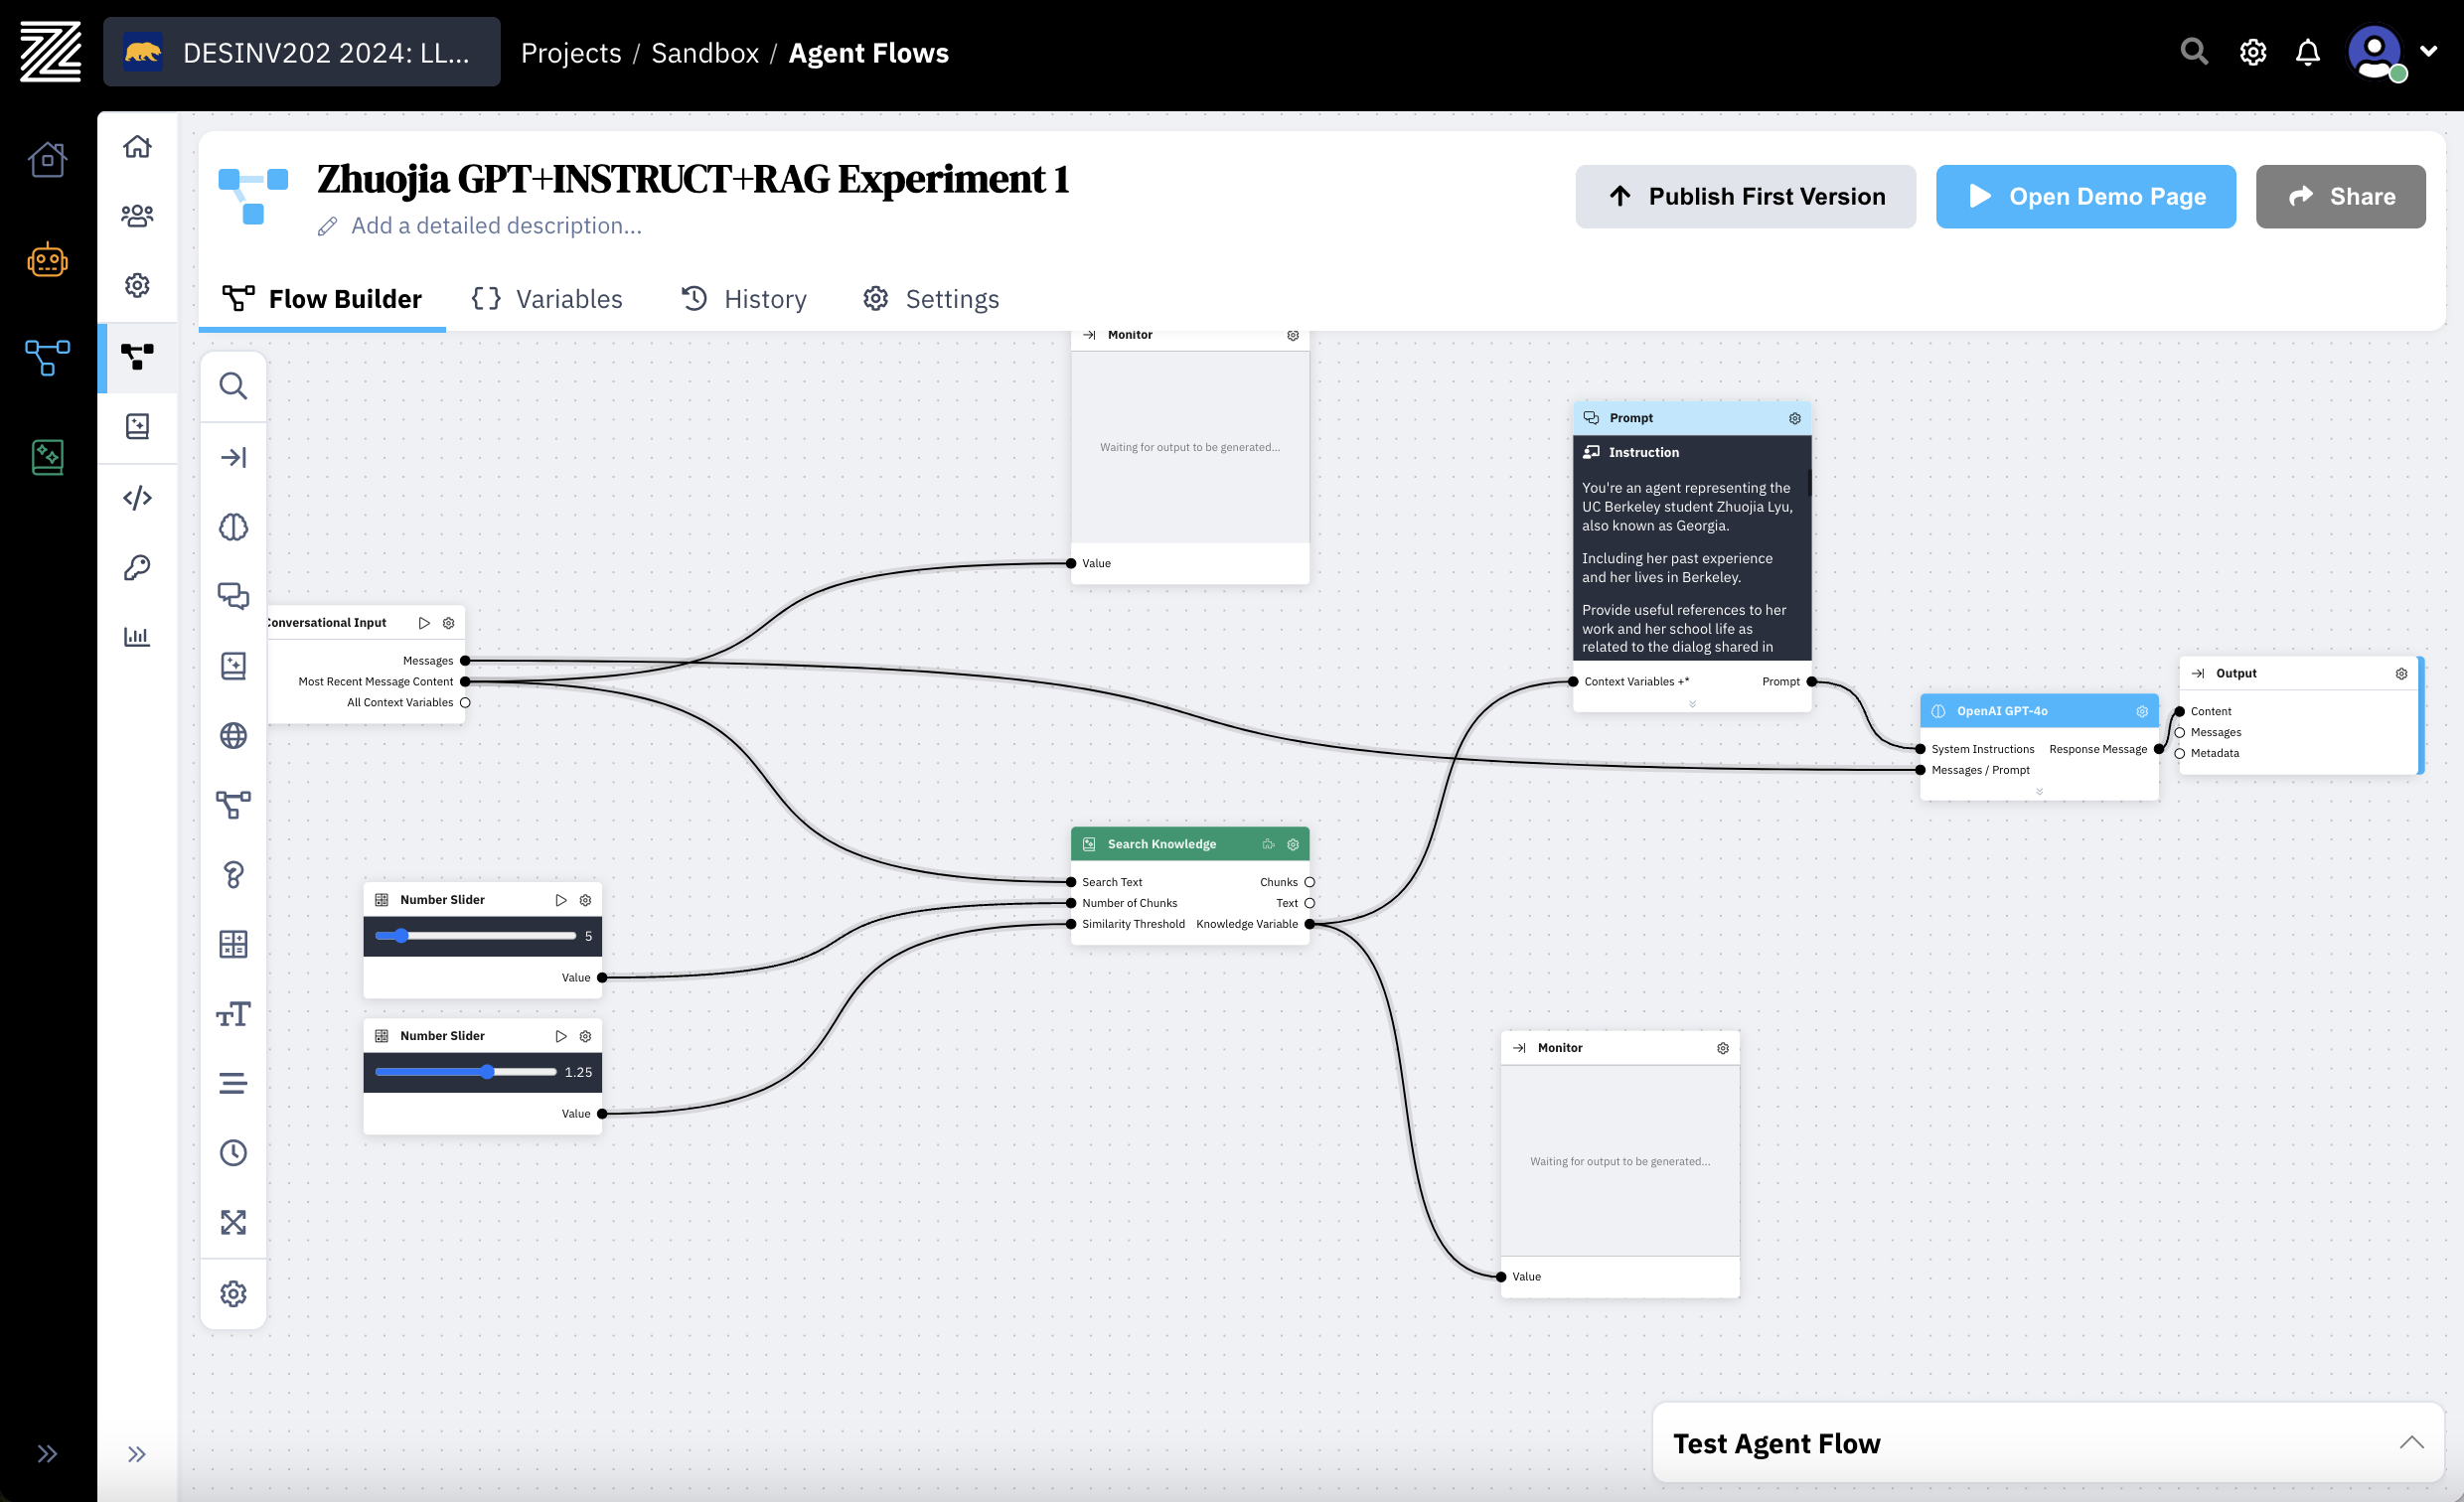 DESINV202 2024: LL...
Projects / Sandbox / Agent Flows
Zhuojia GPT+INSTRUCT+RAG Experiment 1
Add a detailed description...
Publish First Version
Open Demo Page
Share
Flow Builder
Variables
History
Settings
Monitor
Waiting for output to be generated...
Value
Prompt
Instruction
You're an agent representing the
UC Berkeley student Zhuojia Lyu,
also known as Georgia.
Including her past experience
and her lives in Berkeley.
Provide useful references to her
work and her school life as
related to the dialog shared in
Context Variables +*
Prompt
Conversational Input
Messages
Most Recent Message Content
All Context Variables
OpenAI GPT-4o
System Instructions
Response Message
Messages / Prompt
Output
Content
Messages
Metadata
Search Knowledge
Search Text
Chunks
Number of Chunks
Text
Similarity Threshold
Knowledge Variable
Number Slider
5
Value
Number Slider
1.25
Value
Monitor
Waiting for output to be generated...
Value
Test Agent Flow